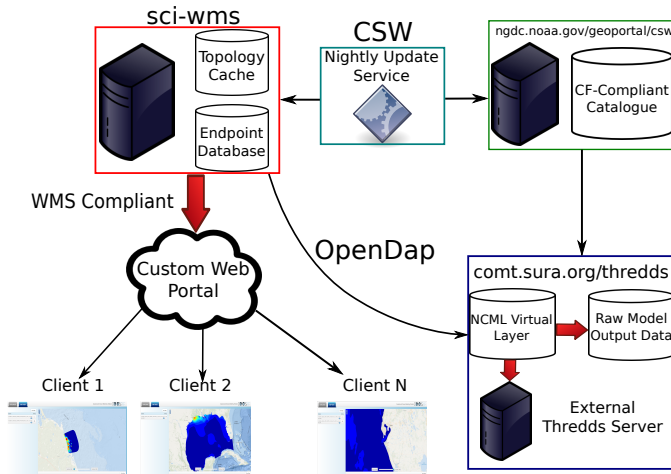 sci-wms
Topology
Cache
Endpoint
Database
CSW
Nightly Update
Service
ngdc.noaa.gov/geoportal/csw
CF-Compliant
Catalogue
WMS Compliant
Custom Web
Portal
OpenDap
comt.sura.org/thredds
NCML Virtual
Layer
Raw Model
Output Data
External
Thredds Server
Client 1
Client 2
Client N